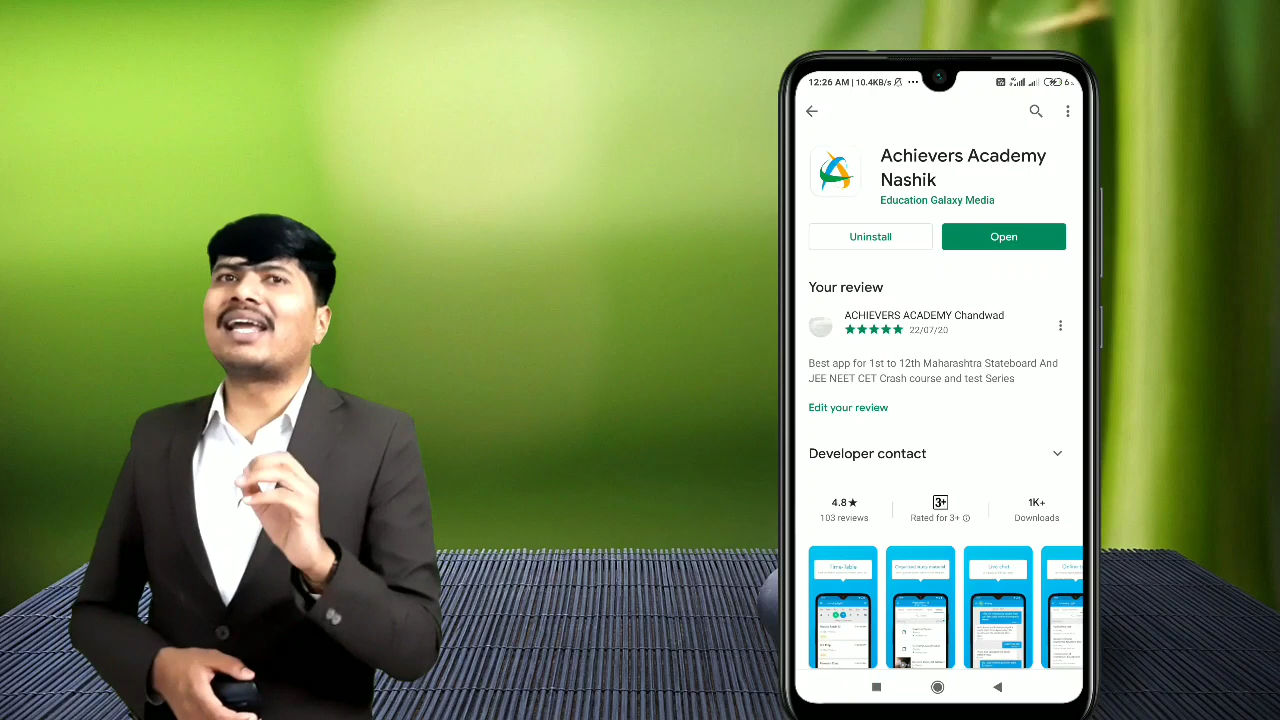 12:26 AM | 10.4KB/s
6
Achievers Academy
Nashik
Education Galaxy Media
Uninstall
Open
Your review
ACHIEVERS ACADEMY Chandwad
22/07/20
Best app for 1st to 12th Maharashtra Stateboard And
JEE NEET CET Crash course and test Series
Edit your review
Developer contact
4.8★
3+
1K+
103 reviews
Rated for 3+
Downloads
Time-Table
Live chat